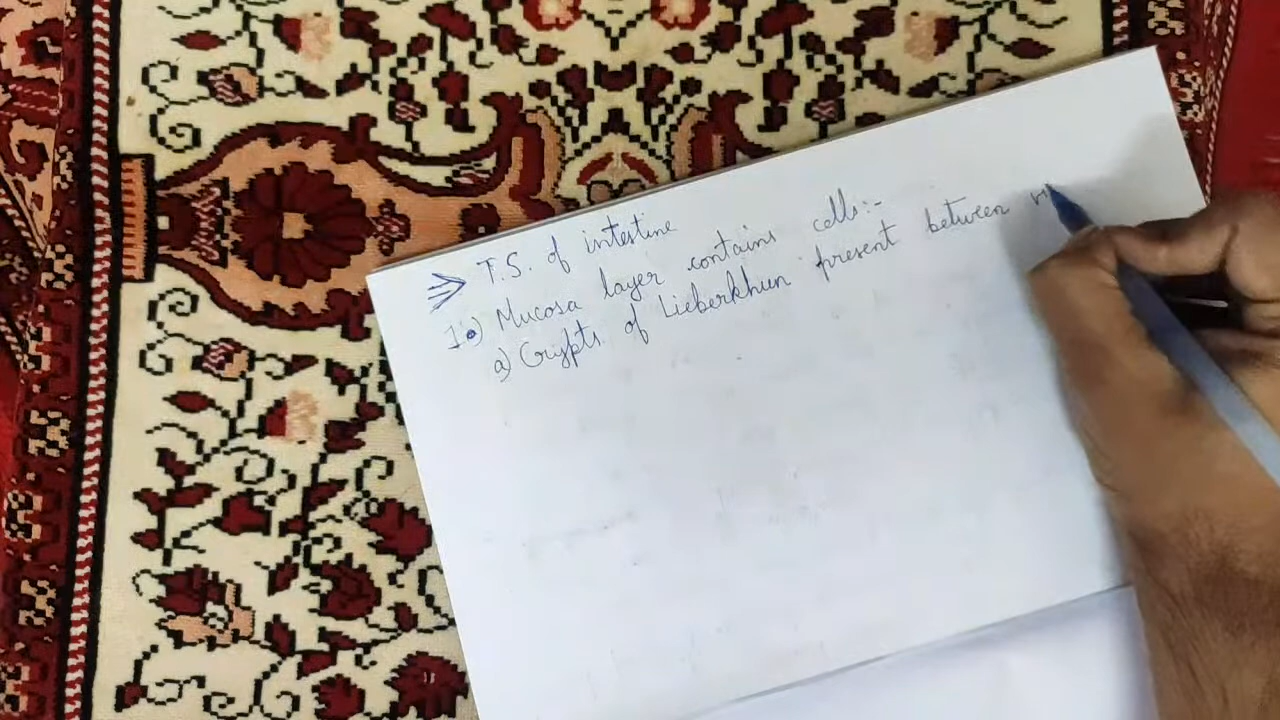 T.S. of intestine
1.) Mucosa layer contains cells:-
a) Crypts of Lieberkhun present between